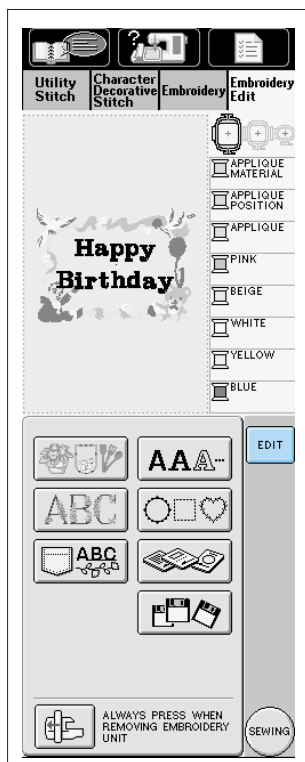 Utility Stitch
Character Decorative Stitch
Embroidery
Embroidery Edit
APPLIQUE MATERIAL
APPLIQUE POSITION
APPLIQUE
PINK
BEIGE
WHITE
YELLOW
BLUE
Happy
Birthday
EDIT
AAA
ABC
ABC
ALWAYS PRESS WHEN
REMOVING EMBROIDERY
UNIT
SEWING